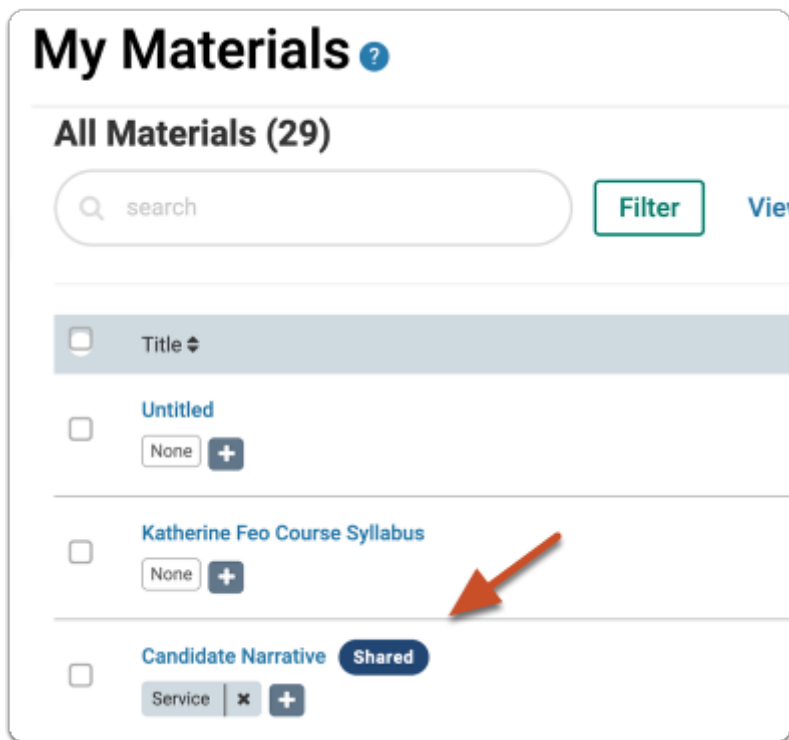 My Materials ?
All Materials (29)
search
Filter
Title
Untitled
None
Katherine Feo Course Syllabus
None
Candidate Narrative Shared
Service